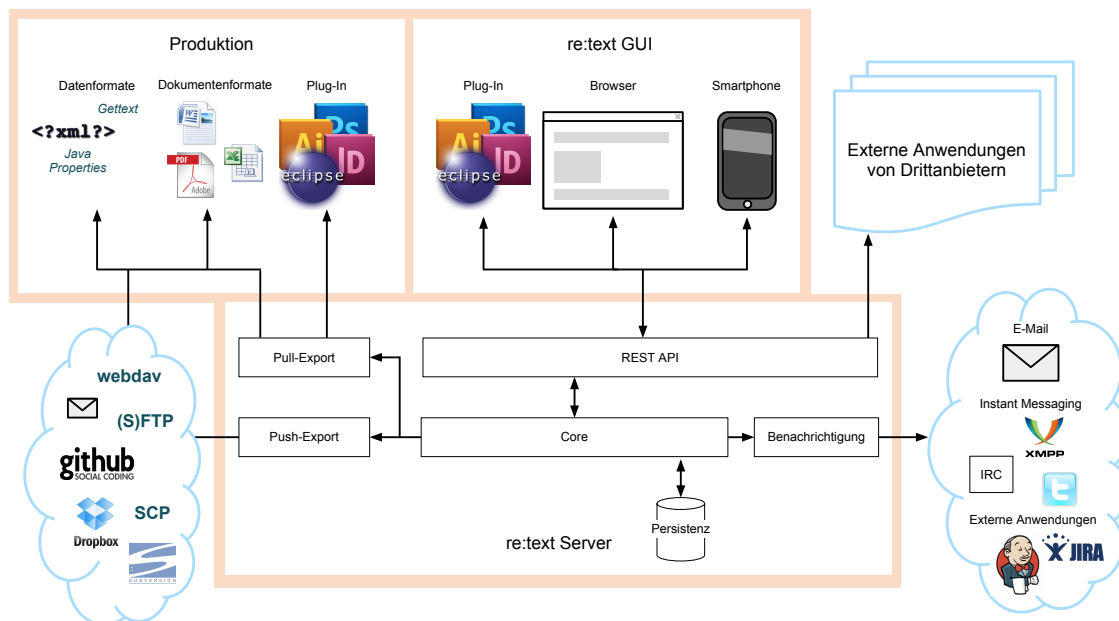 Produktion
Datenformate
Gettext
<?xml?>
Java
Properties
Dokumentenformate
W
PDF
Adobe
X
Plug-In
Ps
Ai
ID
eclipse
re:text GUI
Plug-In
Ps
Ai
ID
eclipse
Browser
X
Smartphone
Externe Anwendungen
von Drittanbietern
Pull-Export
REST API
Push-Export
Core
Benachrichtigung
Persistenz
re:text Server
webdav
(S)FTP
github
SOCIAL CODING
SCP
Dropbox
SUBVERSION
E-Mail
Instant Messaging
XMPP
IRC
t
Externe Anwendungen
JIRA